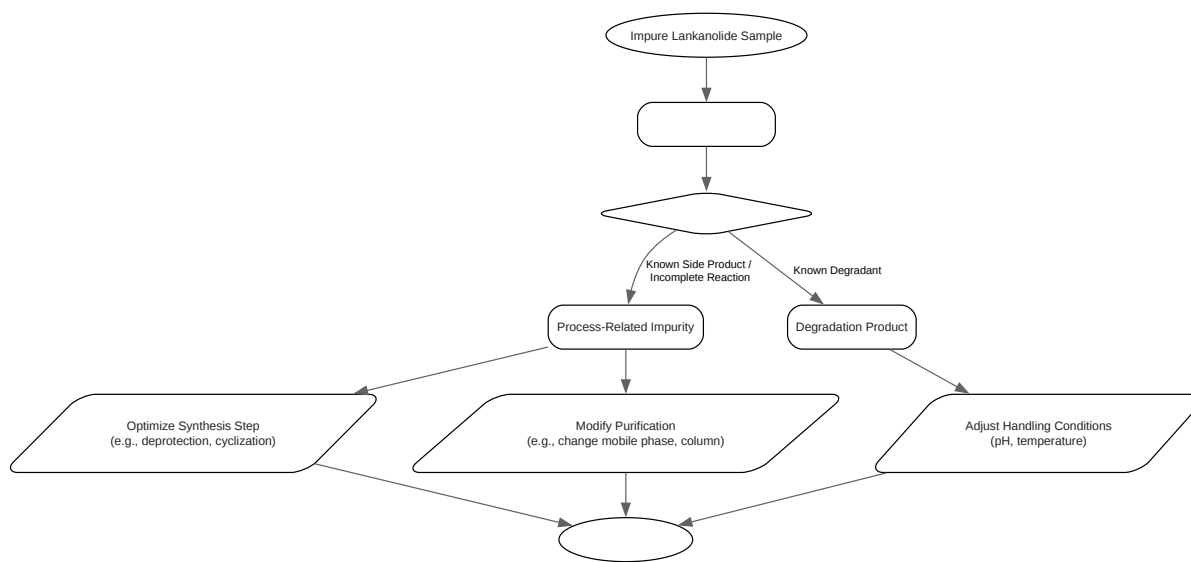 Impure Lankanolide Sample
Known Side Product /
Incomplete Reaction
Known Degradant
Process-Related Impurity
Degradation Product
Optimize Synthesis Step
(e.g., deprotection, cyclization)
Modify Purification
(e.g., change mobile phase, column)
Adjust Handling Conditions
(pH, temperature)